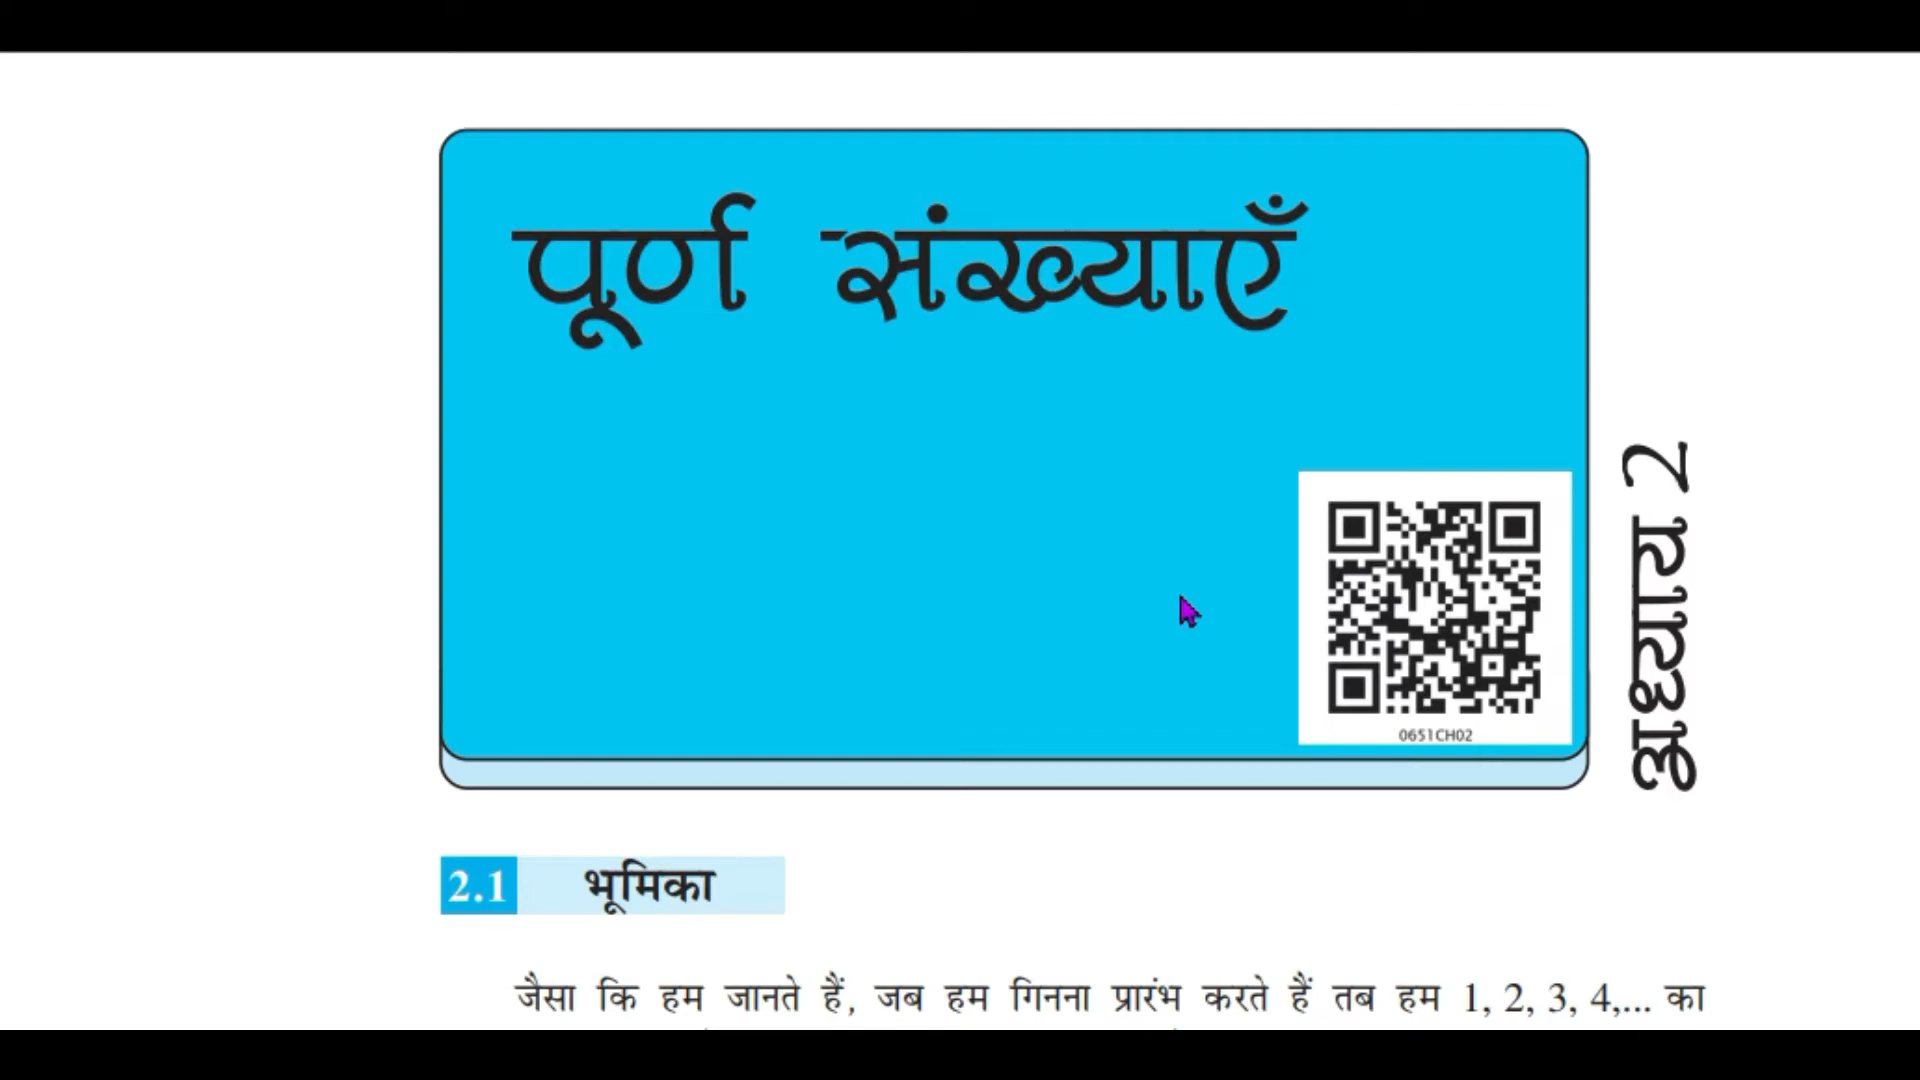 पूर्ण संख्याएँ
0651CH02
अध्याय 2
2.1 भूमिका
जैसा कि हम जानते हैं, जब हम गिनना प्रारंभ करते हैं तब हम 1, 2, 3, 4,... का